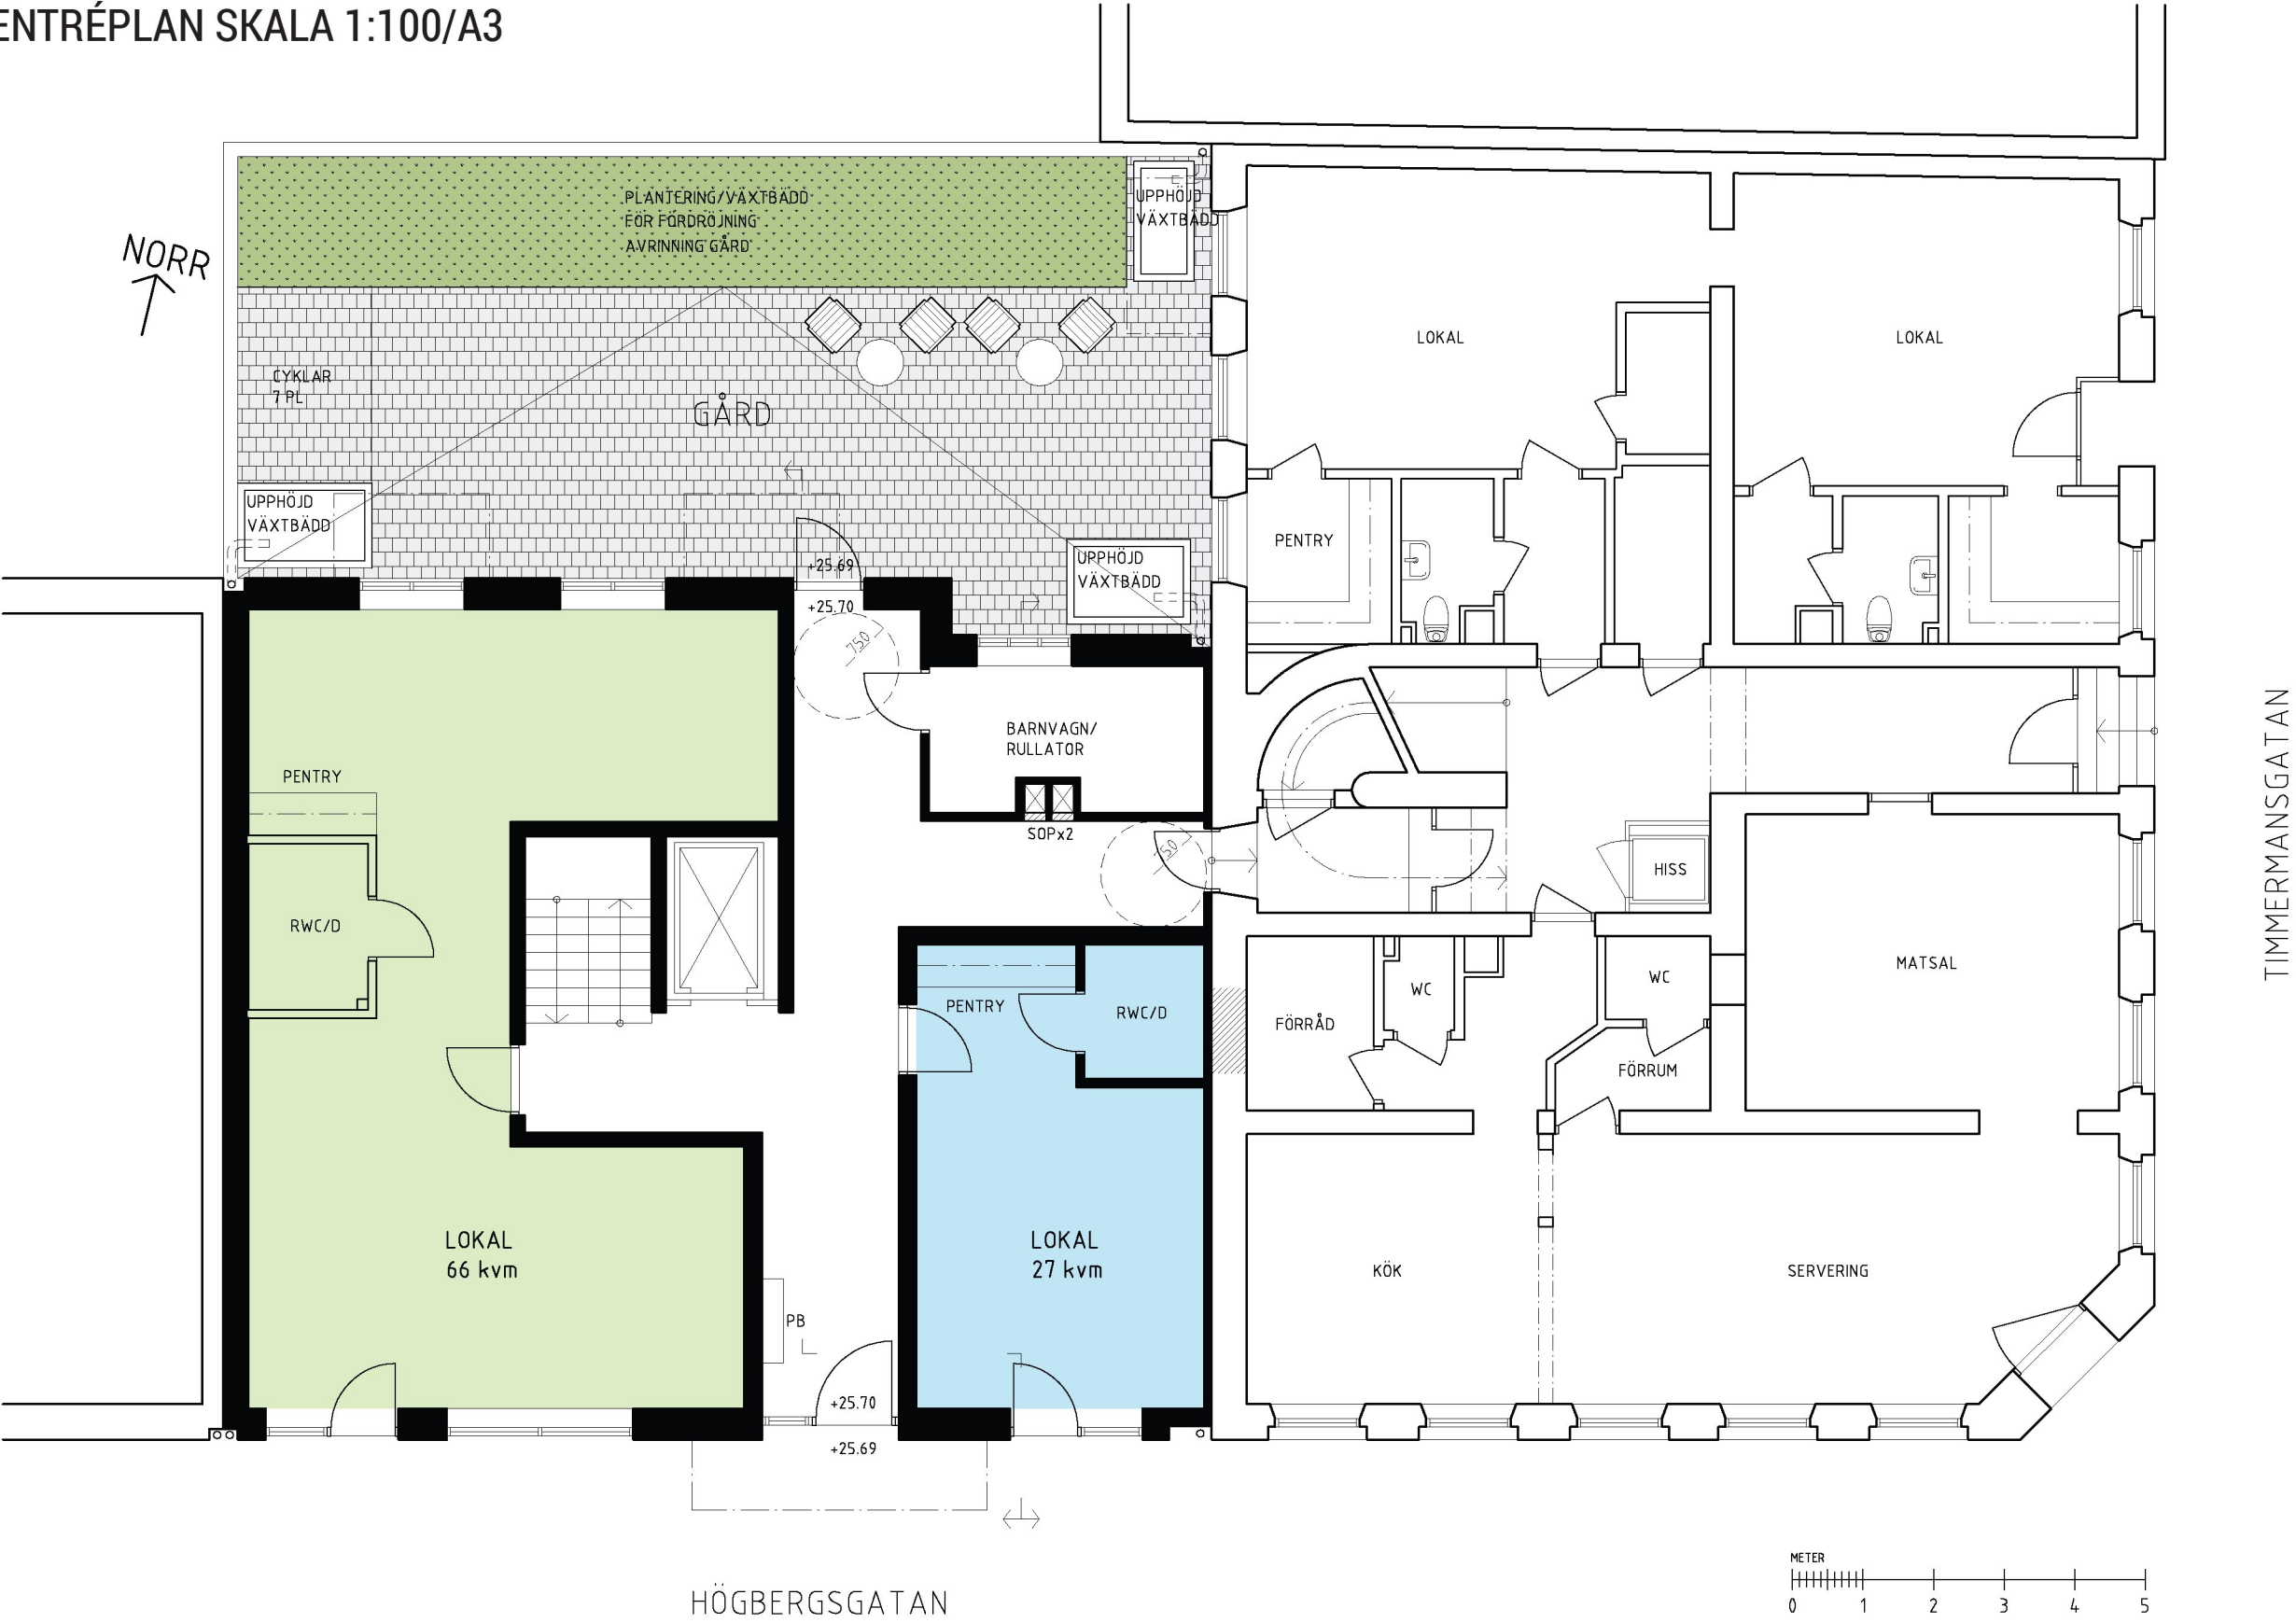 ENTRÉPLAN SKALA 1:100/A3
NORR
PLANTERING/VÄXTBÄDD
FÖR FÖRDRÖJNING
AVRINNING GÅRD
UPPHÖJD
VÄXTBÄDD
CYKLAR
7 PL
GÅRD
UPPHÖJD
VÄXTBÄDD
UPPHÖJD
VÄXTBÄDD
+25.69
+25.70
750
LOKAL
LOKAL
PENTRY
BARNVAGN/
RULLATOR
SOPx2
750
PENTRY
RWC/D
HISS
TIMMERMANSGATAN
PENTRY
RWC/D
FÖRRÅD
WC
WC
FÖRRUM
MATSAL
LOKAL
66 kvm
LOKAL
27 kvm
KÖK
SERVERING
PB
+25.70
+25.69
HÖGBERGSGATAN
METER
0 1 2 3 4 5